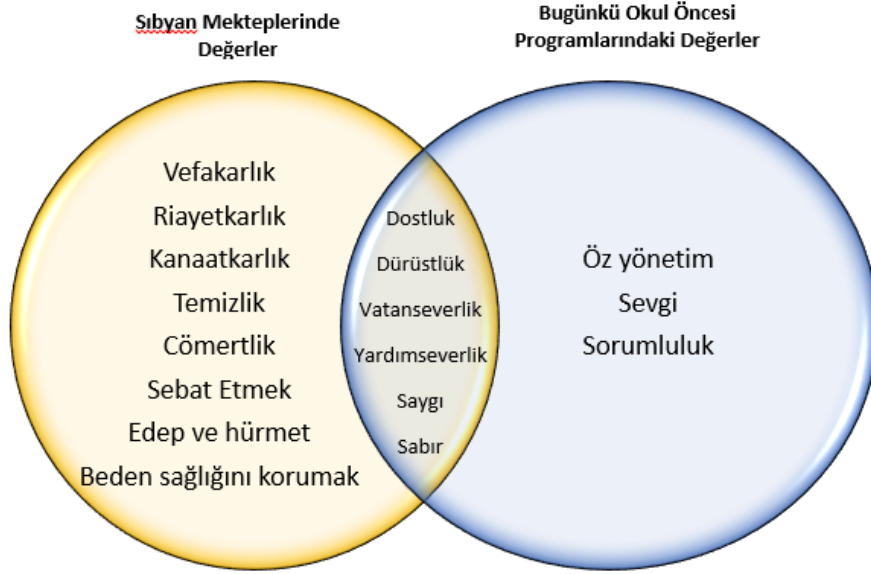 Sıbyan Mekteplerinde
Değerler
Bugünkü Okul Öncesi
Programlarındaki Değerler
Vefakarlık
Riayetkarlık
Kanaatkarlık
Temizlik
Cömertlik
Sebat Etmek
Edep ve hürmet
Beden sağlığını korumak
Dostluk
Dürüstlük
Vatanseverlik
Yardımseverlik
Saygı
Sabır
Öz yönetim
Sevgi
Sorumluluk